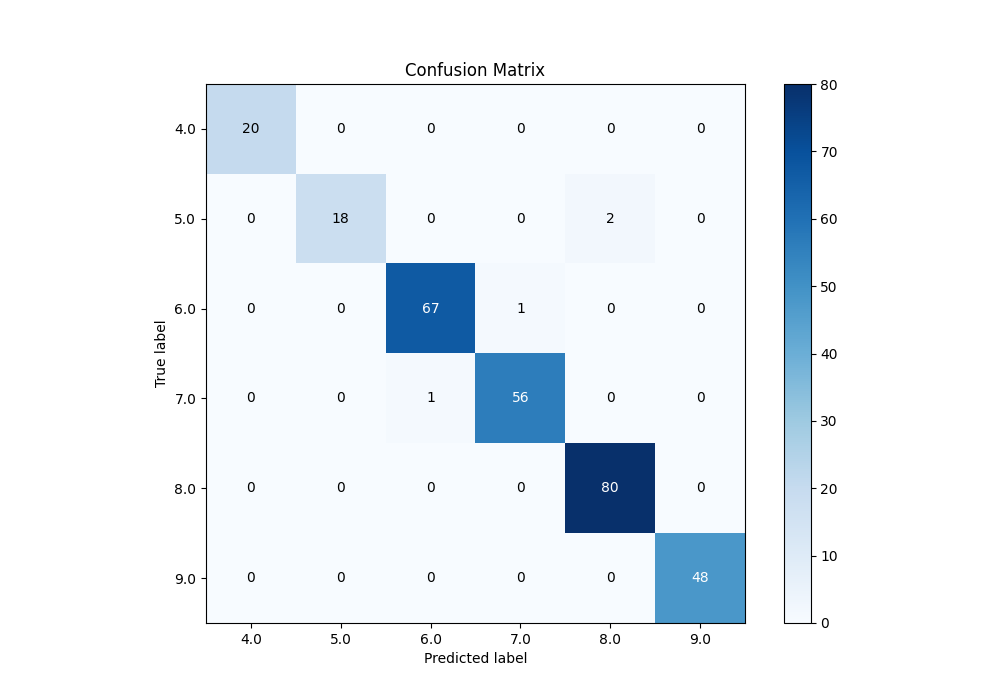 Confusion Matrix
True label
4.0 20 0 0 0 0 0
5.0 0 18 0 0 2 0
6.0 0 0 67 1 0 0
7.0 0 0 1 56 0 0
8.0 0 0 0 0 80 0
9.0 0 0 0 0 0 48
4.0 5.0 6.0 7.0 8.0 9.0
Predicted label
80
70
60
50
40
30
20
10
0